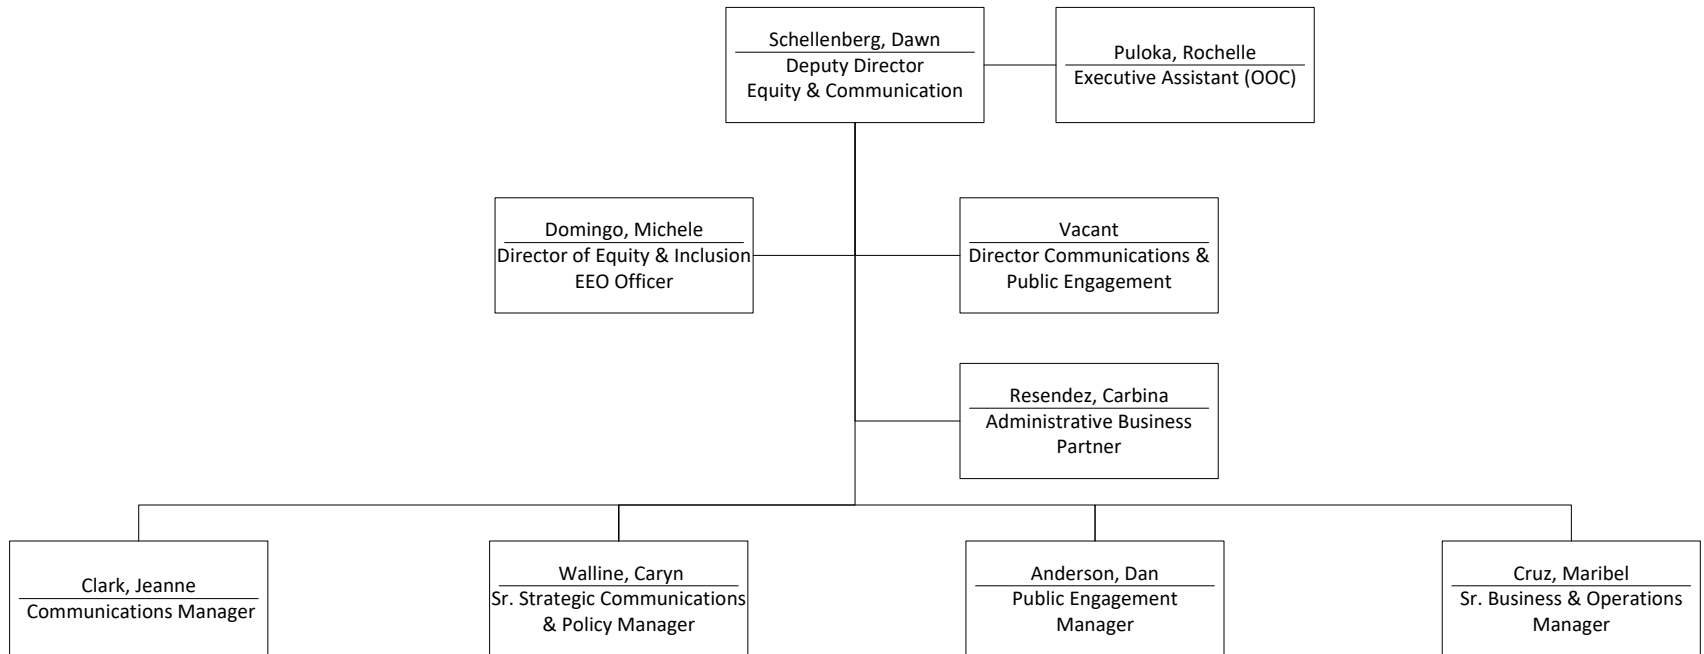 Schellenberg, Dawn
Deputy Director
Equity & Communication
Puloka, Rochelle
Executive Assistant (OOC)
Domingo, Michele
Director of Equity & Inclusion
EEO Officer
Vacant
Director Communications &
Public Engagement
Resendez, Carbina
Administrative Business
Partner
Clark, Jeanne
Communications Manager
Walline, Caryn
Sr. Strategic Communications
& Policy Manager
Anderson, Dan
Public Engagement
Manager
Cruz, Maribel
Sr. Business & Operations
Manager